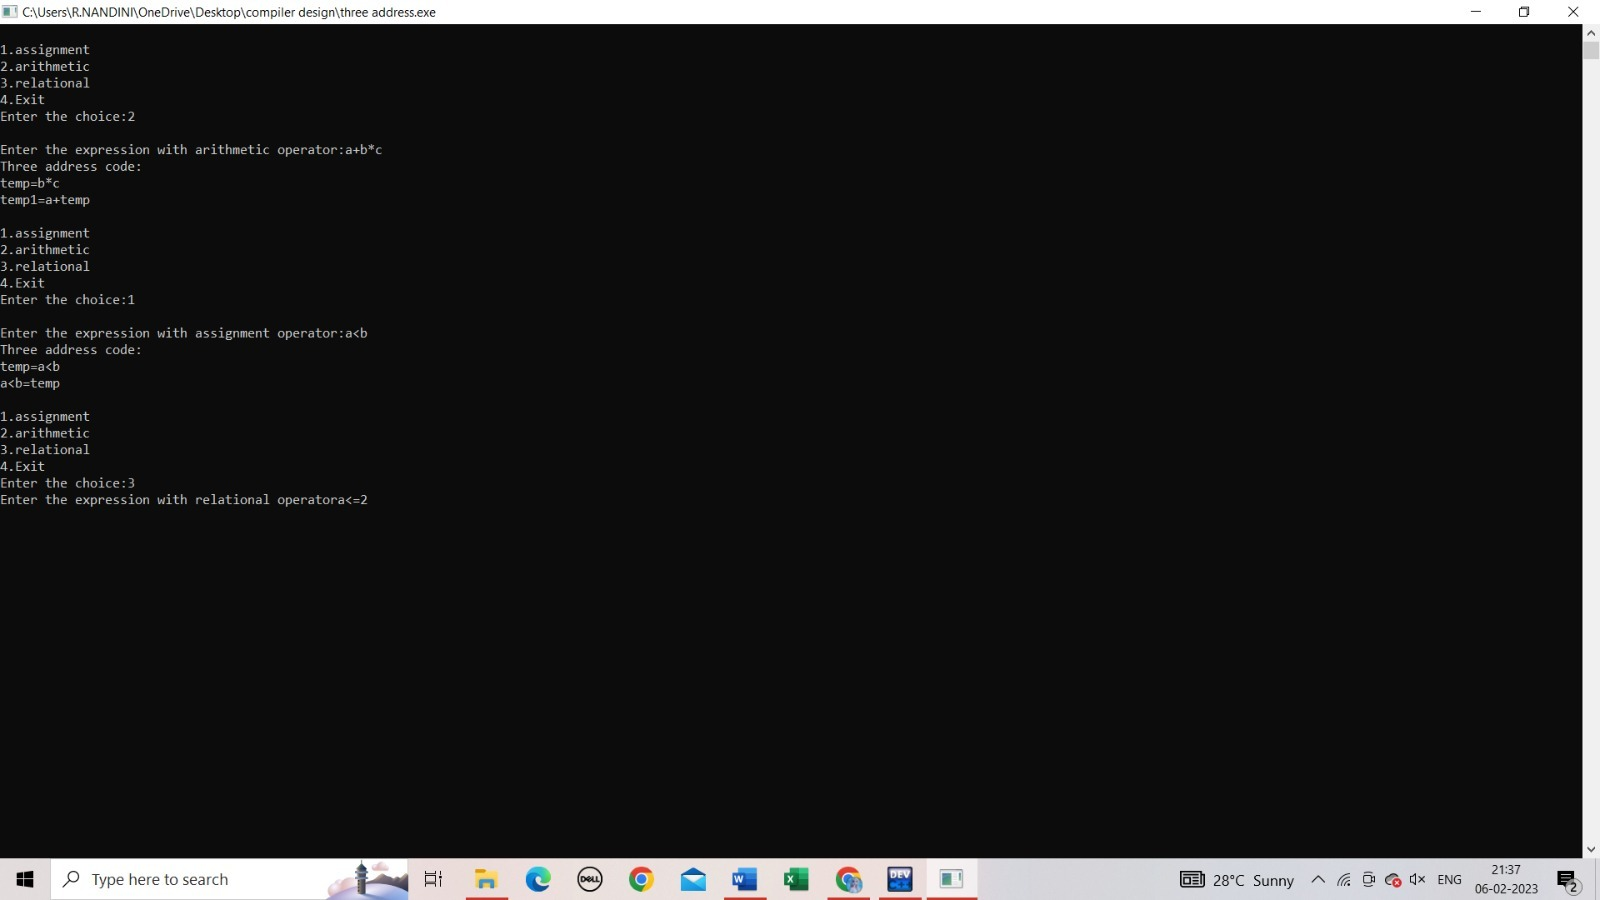 C:\Users\R.NANDINI\OneDrive\Desktop\compiler design\three address.exe
1.assignment
2.arithmetic
3.relational
4.Exit
Enter the choice:2
Enter the expression with arithmetic operator:a+b*c
Three address code:
temp=b*c
temp1=a+temp
1.assignment
2.arithmetic
3.relational
4.Exit
Enter the choice:1
Enter the expression with assignment operator:a<b
Three address code:
temp=a<b
a<b=temp
1.assignment
2.arithmetic
3.relational
4.Exit
Enter the choice:3
Enter the expression with relational operatora<=2
Type here to search
DELL
W
X
DEV
28°C Sunny
ENG
21:37
06-02-2023
2